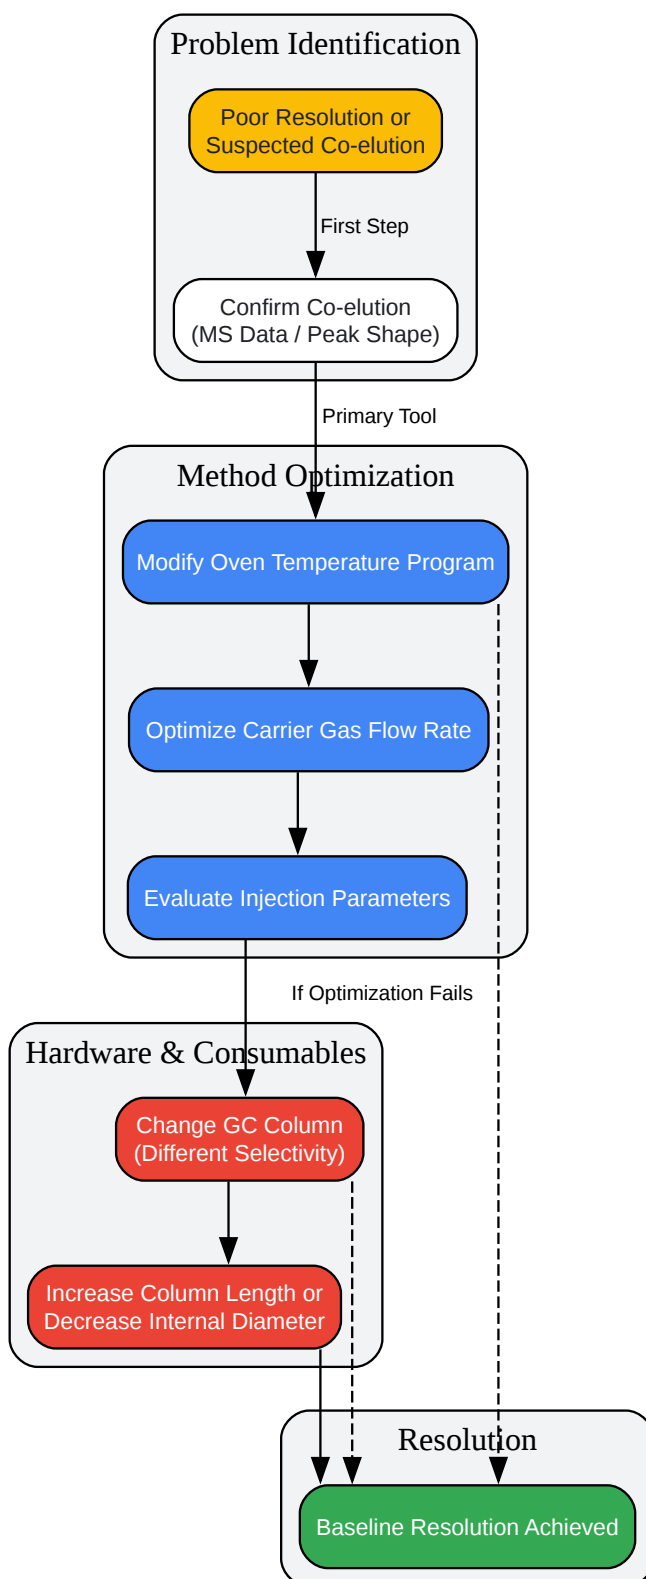 Problem Identification
Poor Resolution or
Suspected Co-elution
First Step
Confirm Co-elution
(MS Data / Peak Shape)
Primary Tool
Method Optimization
Modify Oven Temperature Program
Optimize Carrier Gas Flow Rate
Evaluate Injection Parameters
If Optimization Fails
Hardware & Consumables
Change GC Column
(Different Selectivity)
Increase Column Length or
Decrease Internal Diameter
Resolution
Baseline Resolution Achieved